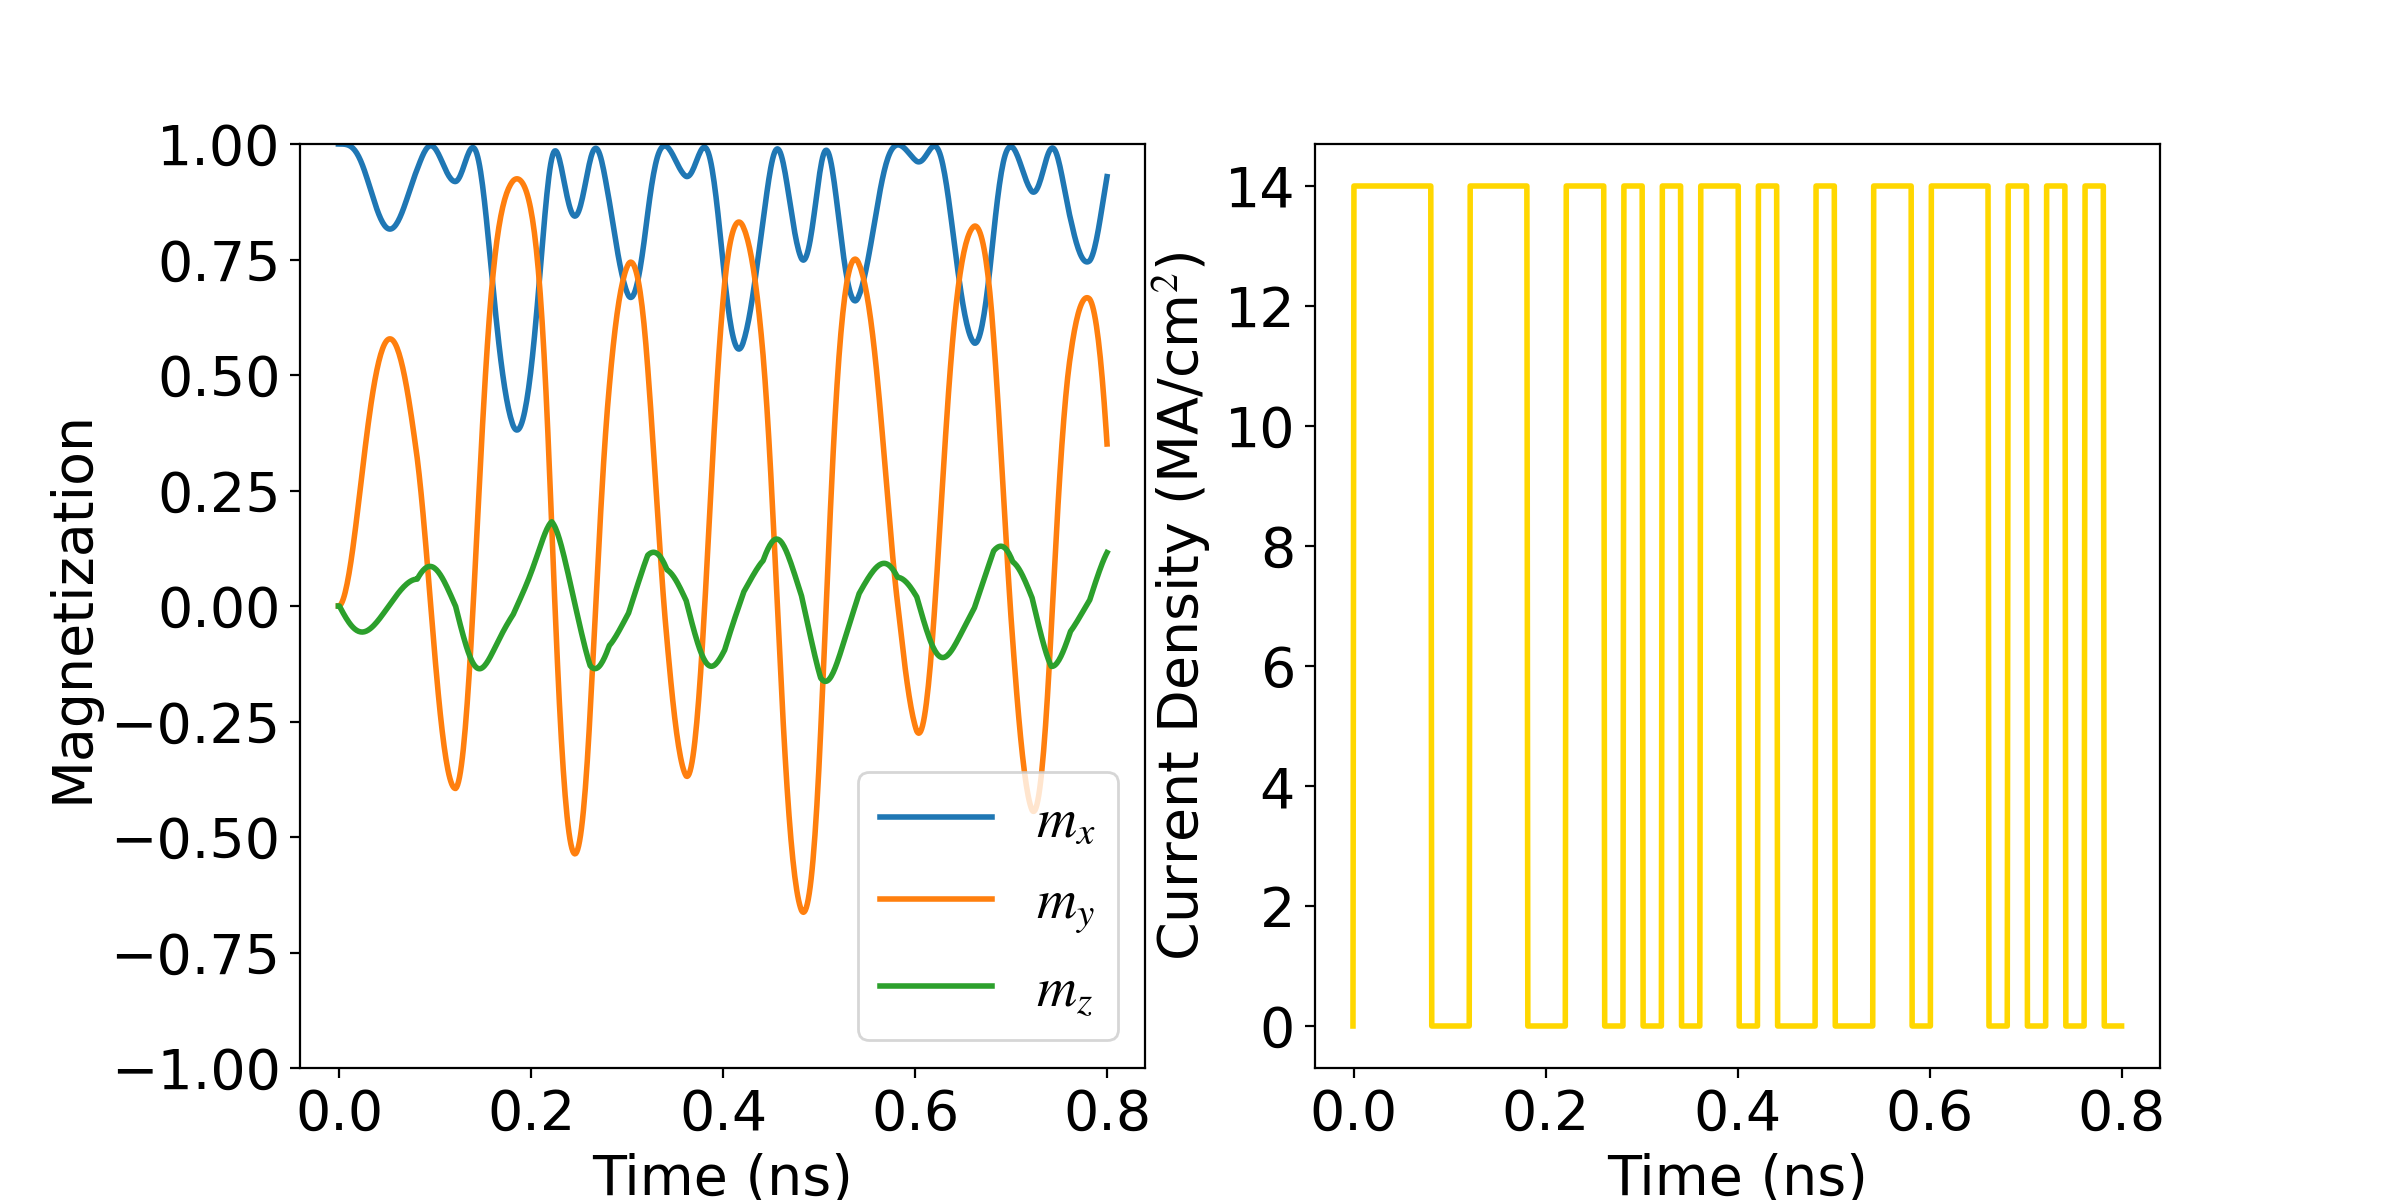 Magnetization
1.00
0.75
0.50
0.25
0.00
−0.25
−0.50
−0.75
−1.00
0.0 0.2 0.4 0.6 0.8
Time (ns)
m_x
m_y
m_z
Current Density (MA/cm²)
14
12
10
8
6
4
2
0
0.0 0.2 0.4 0.6 0.8
Time (ns)